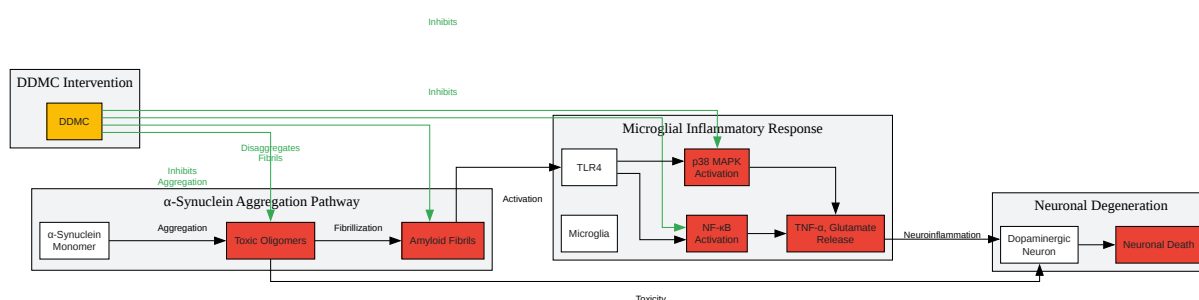 Inhibits
DDMC Intervention
DDMC
Inhibits
Disaggregates
Fibrils
Inhibits
Aggregation
α-Synuclein Aggregation Pathway
α-Synuclein
Monomer
Aggregation
Toxic Oligomers
Fibrillization
Amyloid Fibrils
Activation
Microglial Inflammatory Response
TLR4
p38 MAPK
Activation
Microglia
NF-κB
Activation
TNF-α, Glutamate
Release
Neuroinflammation
Neuronal Degeneration
Dopaminergic
Neuron
Neuronal Death
Toxicity